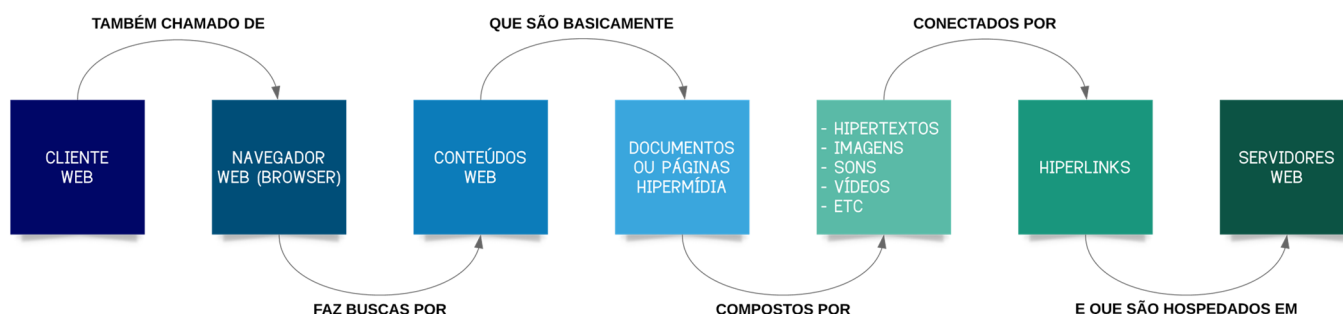 TAMBÉM CHAMADO DE
QUE SÃO BASICAMENTE
CONECTADOS POR
CLIENTE
WEB
NAVEGADOR
WEB (BROWSER)
CONTEÚDOS
WEB
DOCUMENTOS
OU PÁGINAS
HIPERMÍDIA
- HIPERTEXTOS
- IMAGENS
- SONS
- VÍDEOS
- ETC
HIPERLINKS
SERVIDORES
WEB
FAZ BUSCAS POR
COMPOSTOS POR
E QUE SÃO HOSPEDADOS EM